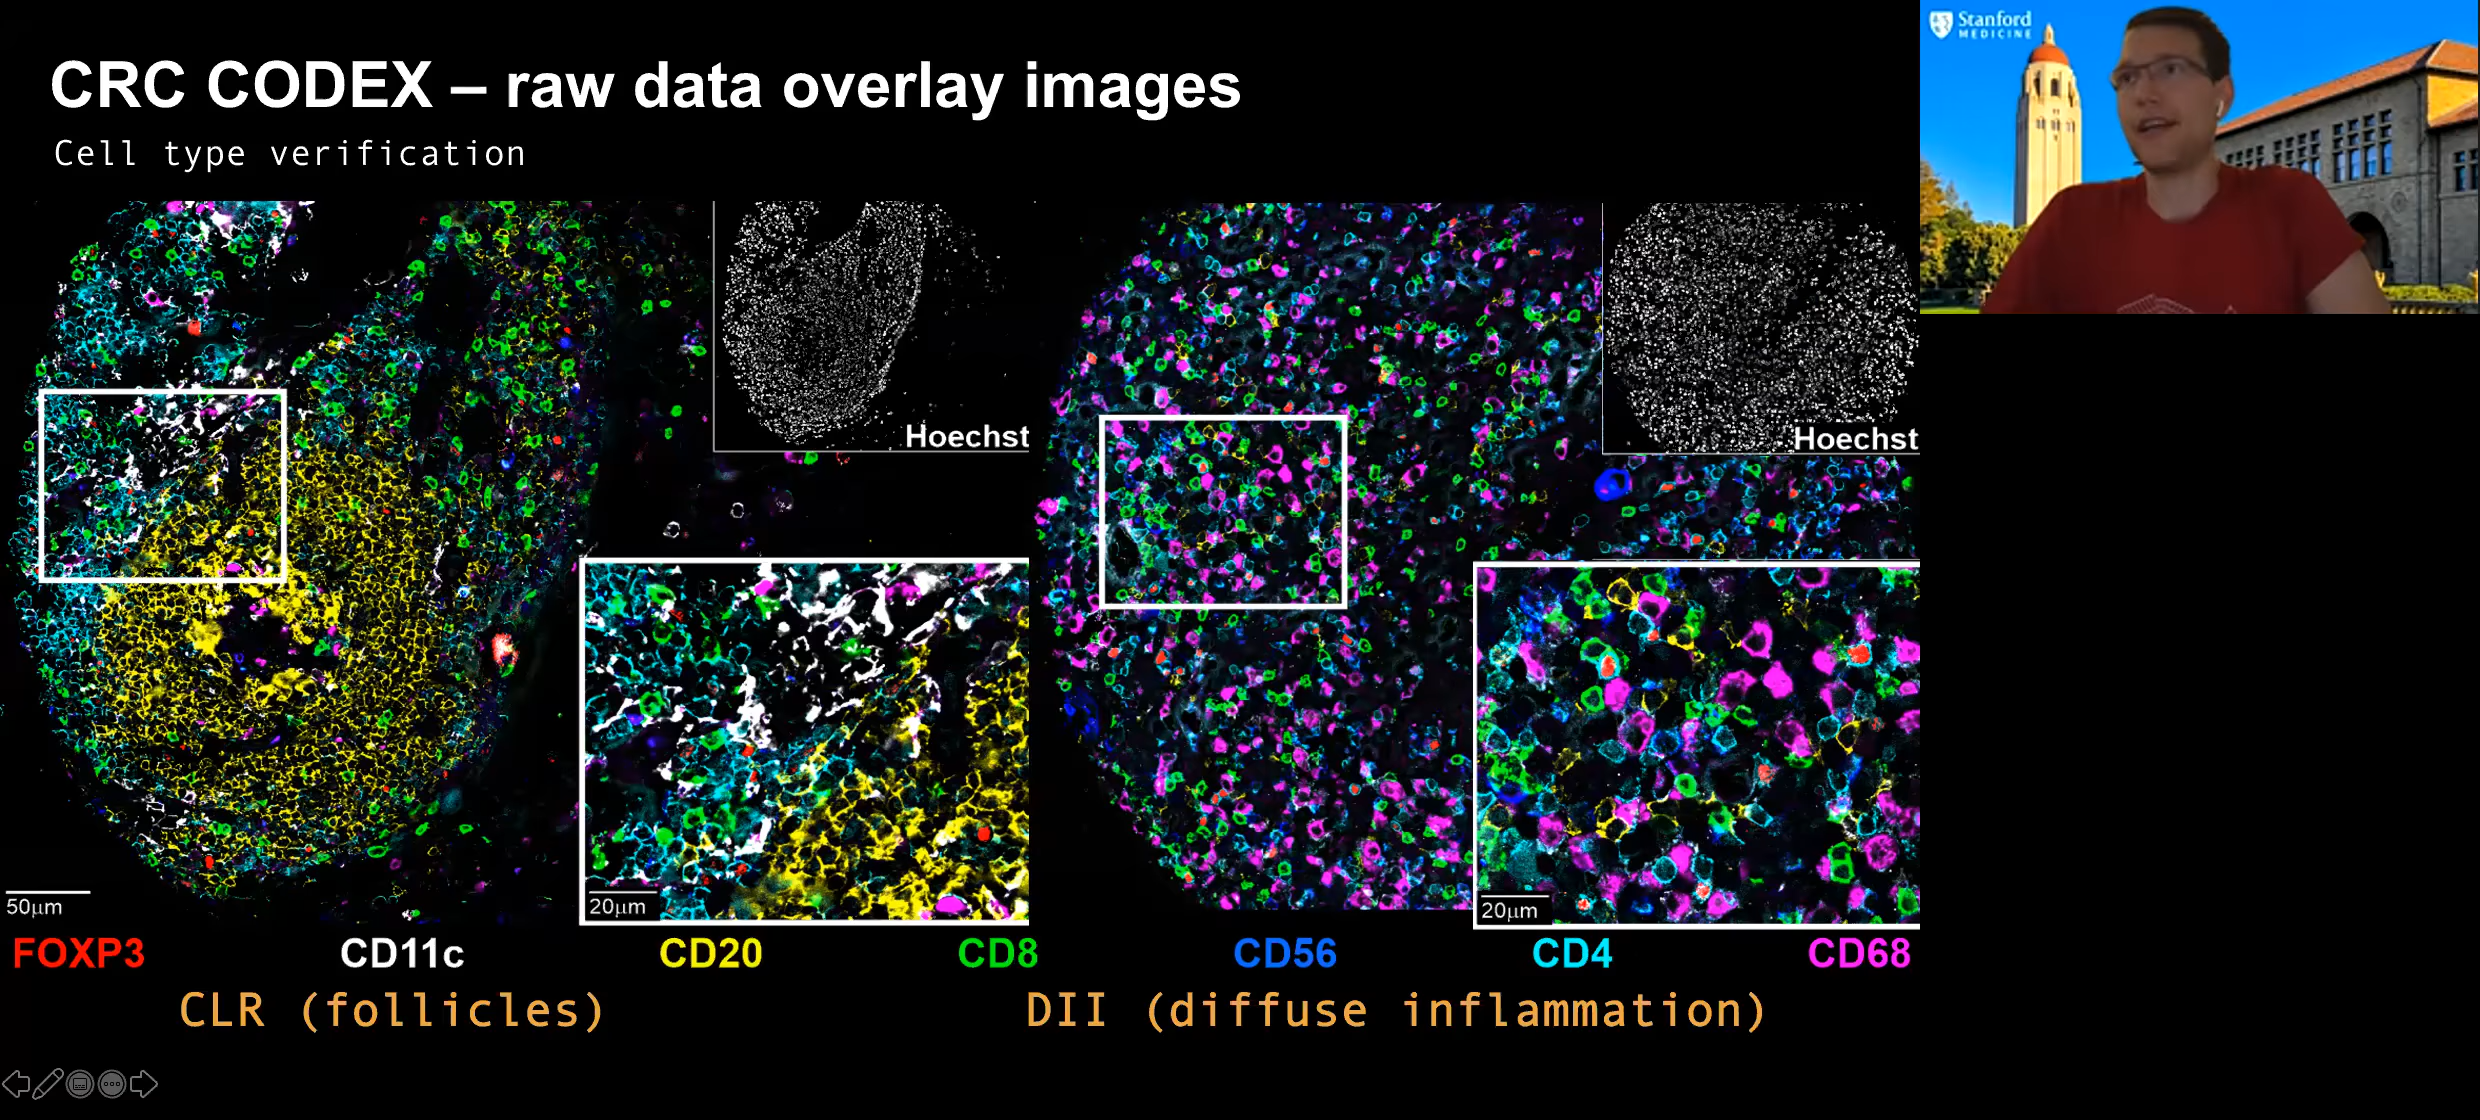 CRC CODEX – raw data overlay images
Cell type verification
Stanford
MEDICINE
Hoechst
Hoechst
50µm
20µm
20µm
FOXP3 CD11c CD20 CD8 CD56 CD4 CD68
CLR (follicles) DII (diffuse inflammation)